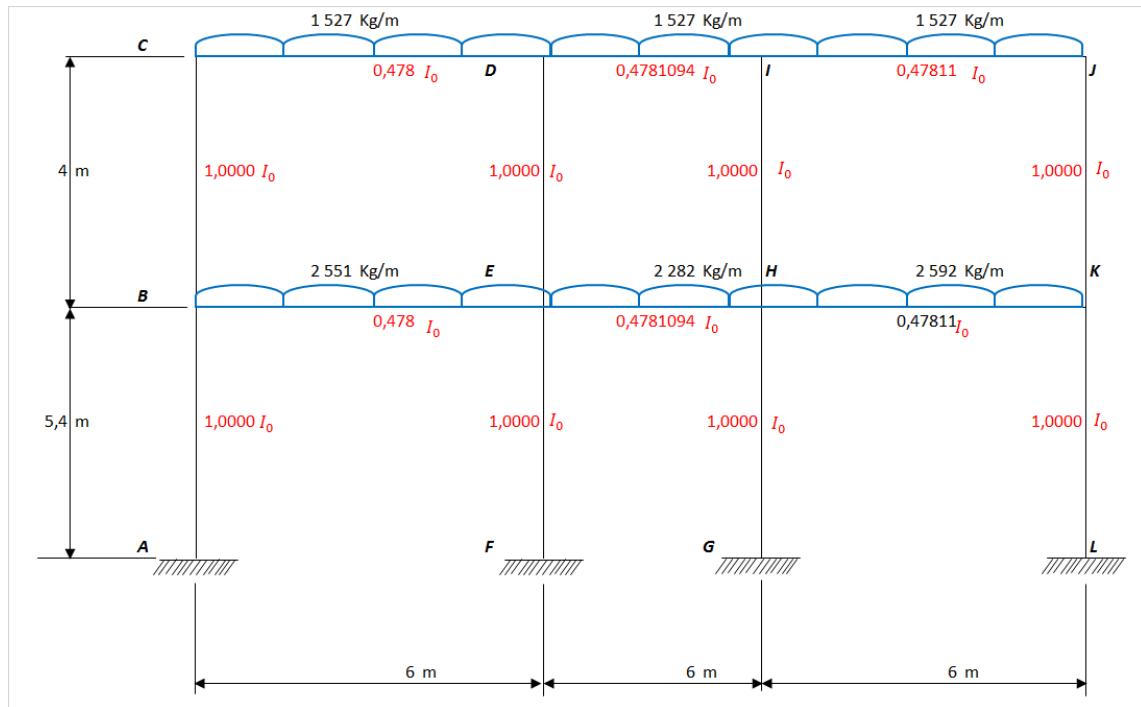 1 527 Kg/m 1 527 Kg/m 1 527 Kg/m
C D I J
0,478 I₀ 0,4781094 I₀ 0,47811 I₀
4 m 1,0000 I₀ 1,0000 I₀ 1,0000 I₀ 1,0000 I₀
2 551 Kg/m E 2 282 Kg/m H 2 592 Kg/m K
B
0,478 I₀ 0,4781094 I₀ 0,47811 I₀
5,4 m 1,0000 I₀ 1,0000 I₀ 1,0000 I₀ 1,0000 I₀
A F G L
6 m 6 m 6 m